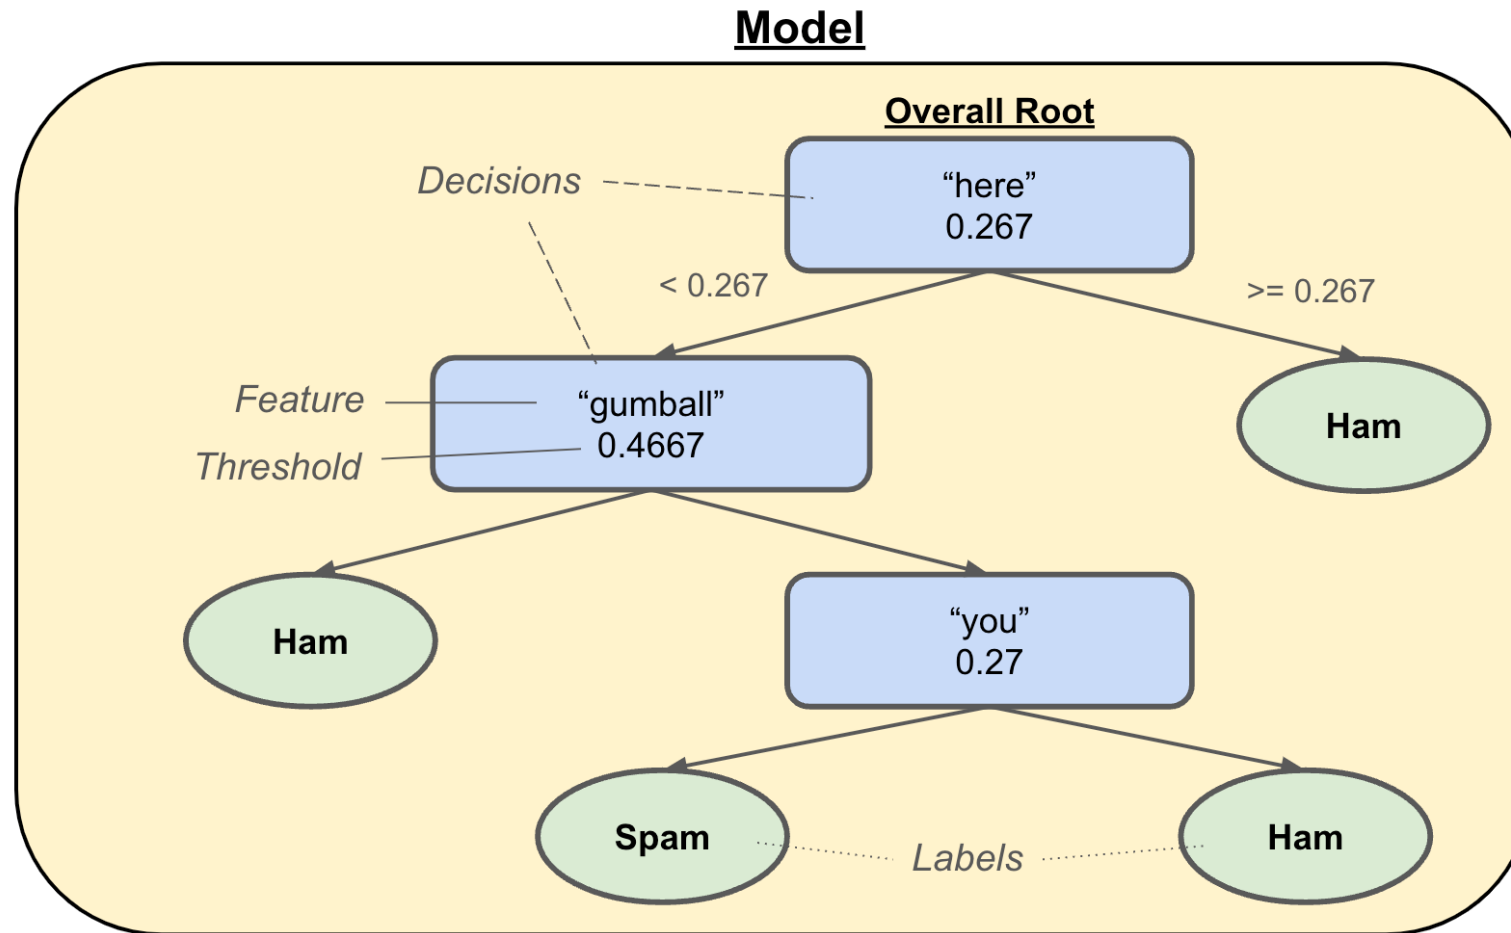 Model
Overall Root
Decisions
“here”
0.267
< 0.267
>= 0.267
Feature
“gumball”
0.4667
Threshold
Ham
Ham
“you”
0.27
Spam
Labels
Ham